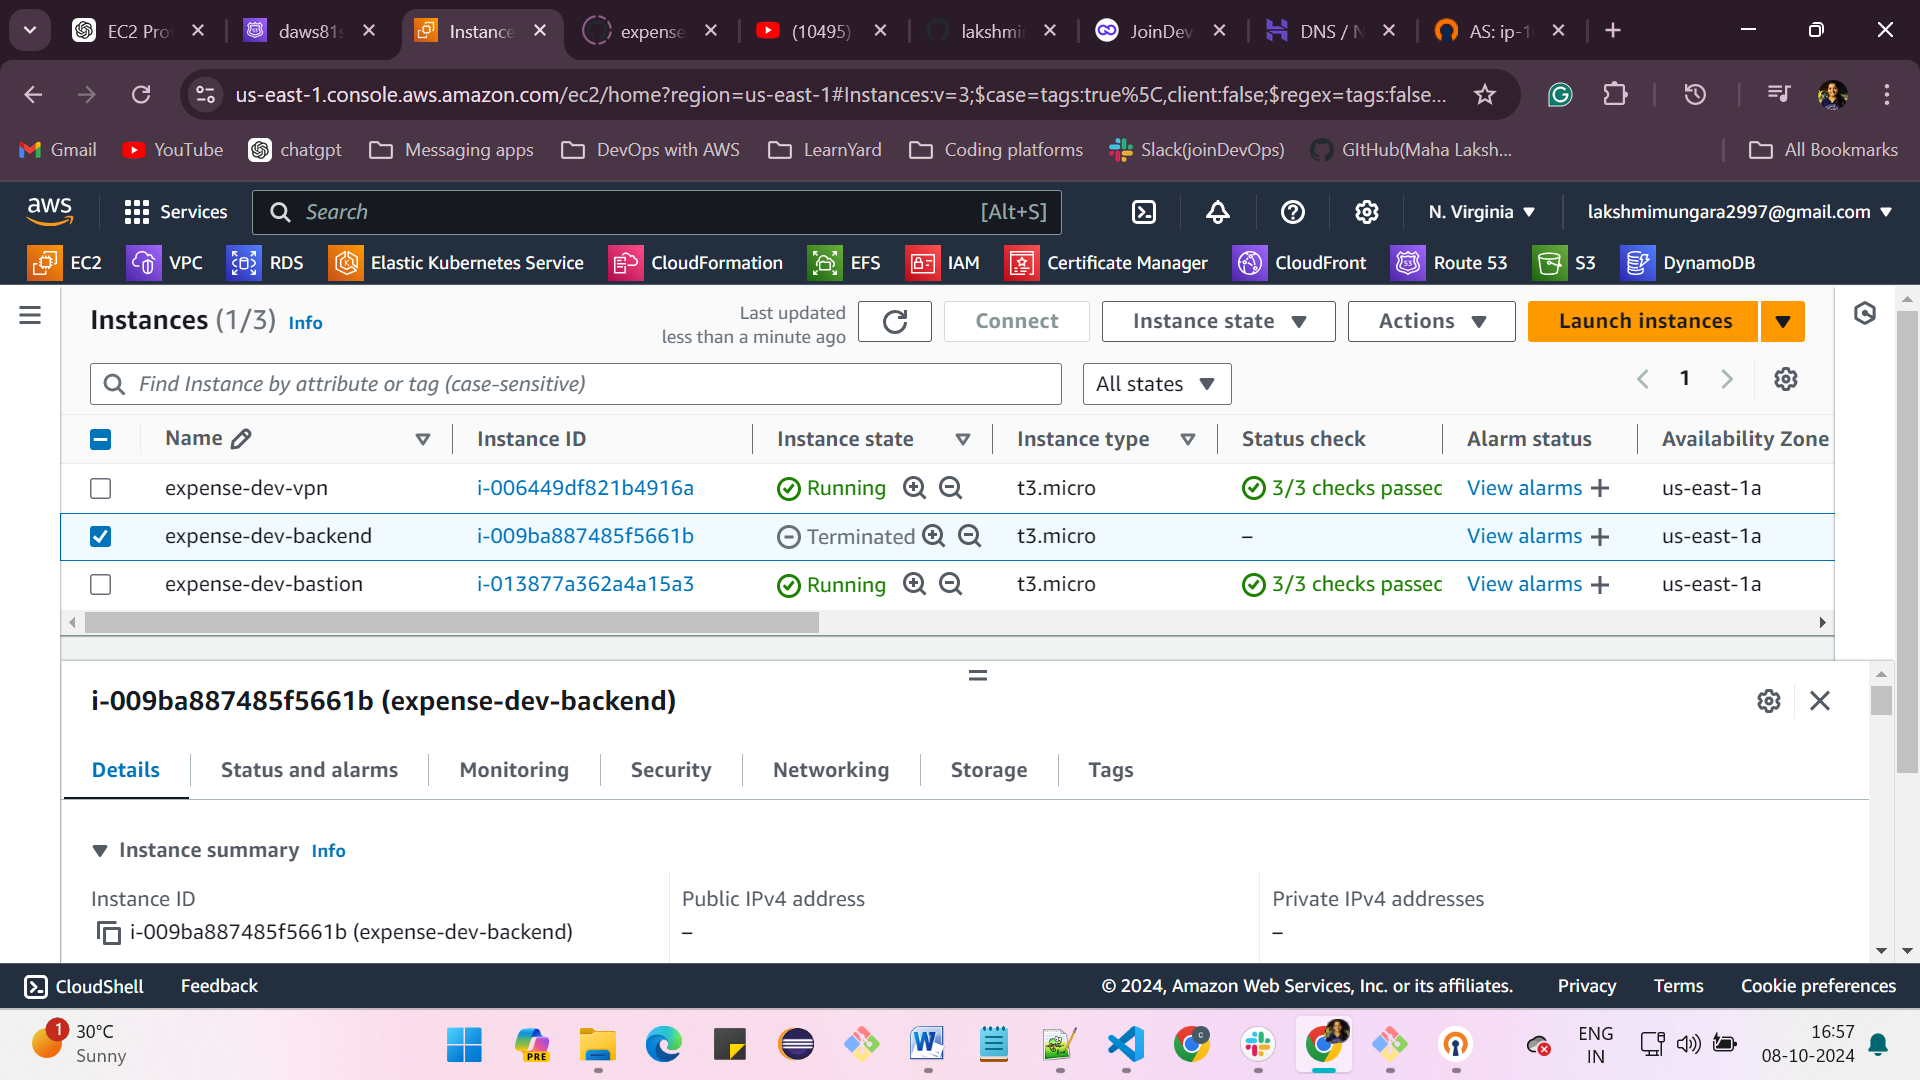 EC2 Pro
daws81s
Instance
expense
(10495)
lakshmi
JoinDev
DNS / N
AS: ip-1
us-east-1.console.aws.amazon.com/ec2/home?region=us-east-1#Instances:v=3;$case=tags:true%5C,client:false;$regex=tags:false...
Gmail
YouTube
chatgpt
Messaging apps
DevOps with AWS
LearnYard
Coding platforms
Slack(joinDevOps)
GItHub(Maha Laksh...
All Bookmarks
aws
Services
Search
[Alt+S]
N. Virginia
lakshmimungara2997@gmail.com
EC2
VPC
RDS
Elastic Kubernetes Service
CloudFormation
EFS
IAM
Certificate Manager
CloudFront
Route 53
S3
DynamoDB
Instances (1/3) Info
Last updated
less than a minute ago
Connect
Instance state
Actions
Launch instances
Find Instance by attribute or tag (case-sensitive)
All states
1
Name Instance ID Instance state Instance type Status check Alarm status Availability Zone
expense-dev-vpn i-006449df821b4916a Running t3.micro 3/3 checks passed View alarms + us-east-1a
expense-dev-backend i-009ba887485f5661b Terminated t3.micro – View alarms + us-east-1a
expense-dev-bastion i-013877a362a4a15a3 Running t3.micro 3/3 checks passed View alarms + us-east-1a
i-009ba887485f5661b (expense-dev-backend)
Details
Status and alarms
Monitoring
Security
Networking
Storage
Tags
Instance summary Info
Instance ID
i-009ba887485f5661b (expense-dev-backend)
Public IPv4 address
–
Private IPv4 addresses
–
CloudShell
Feedback
© 2024, Amazon Web Services, Inc. or its affiliates.
Privacy
Terms
Cookie preferences
1
30°C
Sunny
PRE
ENG
IN
16:57
08-10-2024